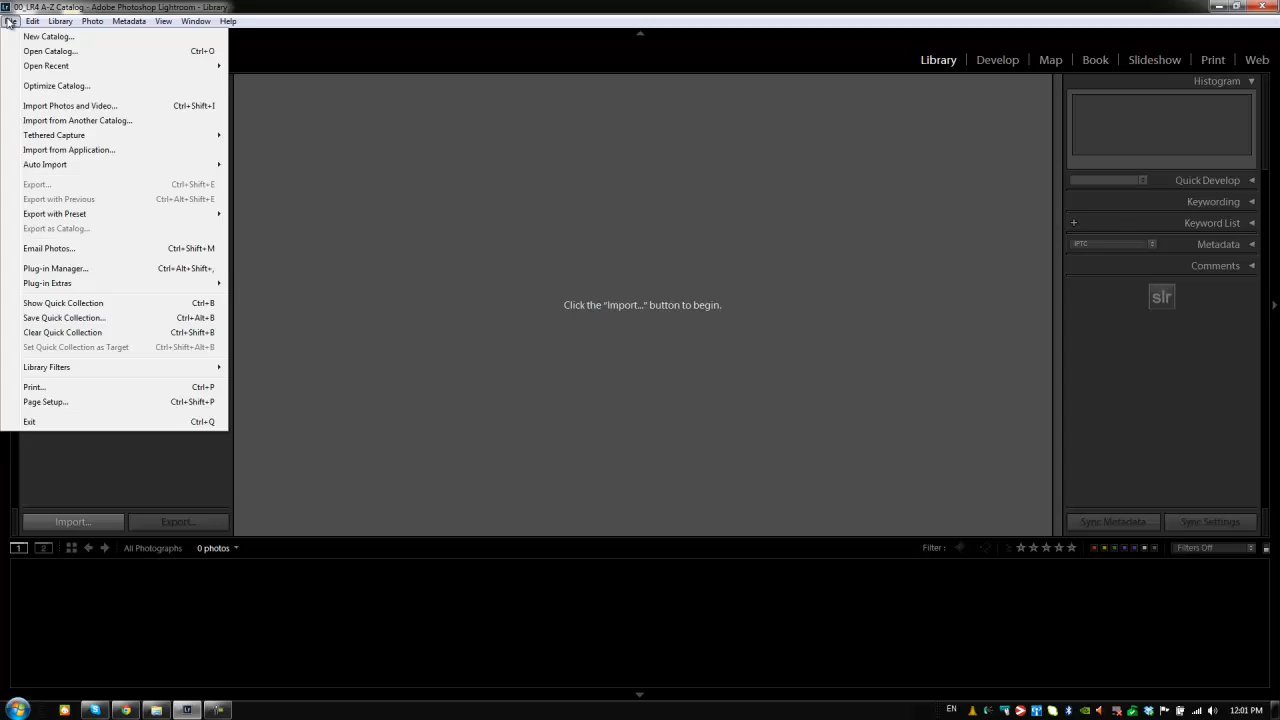 00_LR4 A-Z Catalog - Adobe Photoshop Lightroom - Library
File Edit Library Photo Metadata View Window Help
New Catalog...
Open Catalog... Ctrl+O
Open Recent
Optimize Catalog...
Import Photos and Video... Ctrl+Shift+I
Import from Another Catalog...
Tethered Capture
Import from Application...
Auto Import
Export... Ctrl+Shift+E
Export with Previous Ctrl+Alt+Shift+E
Export with Preset
Export as Catalog...
Email Photos... Ctrl+Shift+M
Plug-in Manager... Ctrl+Alt+Shift+,
Plug-in Extras
Show Quick Collection Ctrl+B
Save Quick Collection... Ctrl+Alt+B
Clear Quick Collection Ctrl+Shift+B
Set Quick Collection as Target Ctrl+Shift+Alt+B
Library Filters
Print... Ctrl+P
Page Setup... Ctrl+Shift+P
Exit Ctrl+Q
Library | Develop | Map | Book | Slideshow | Print | Web
Histogram
Quick Develop
Keywording
+ Keyword List
IPTC Metadata
Comments
slr
Click the "Import..." button to begin.
Import... Export... Sync Metadata Sync Settings
1 2 All Photographs 0 photos Filter : Filters Off
Lr EN 12:01 PM